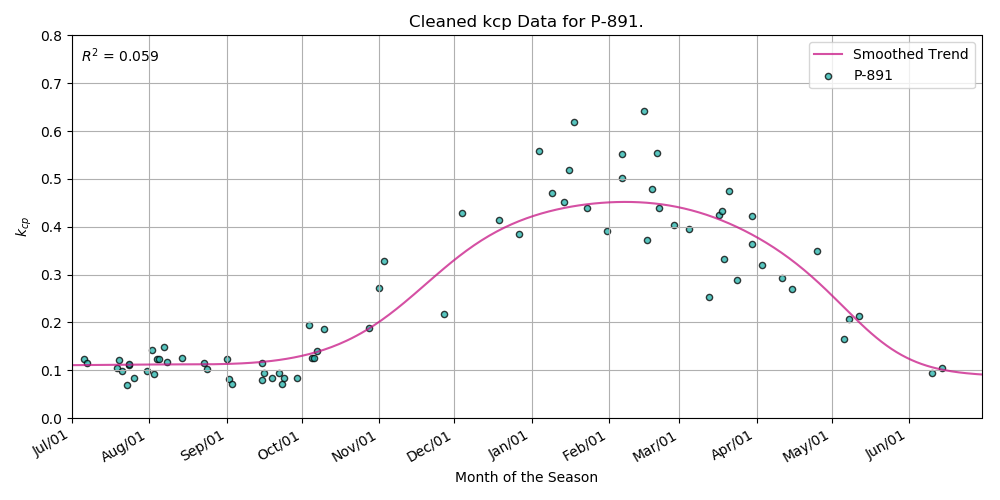 Cleaned kcp Data for P-891.
R² = 0.059
Smoothed Trend
P-891
0.8
0.7
0.6
0.5
0.4
0.3
0.2
0.1
0.0
k_cp
Jul/01 Aug/01 Sep/01 Oct/01 Nov/01 Dec/01 Jan/01 Feb/01 Mar/01 Apr/01 May/01 Jun/01
Month of the Season